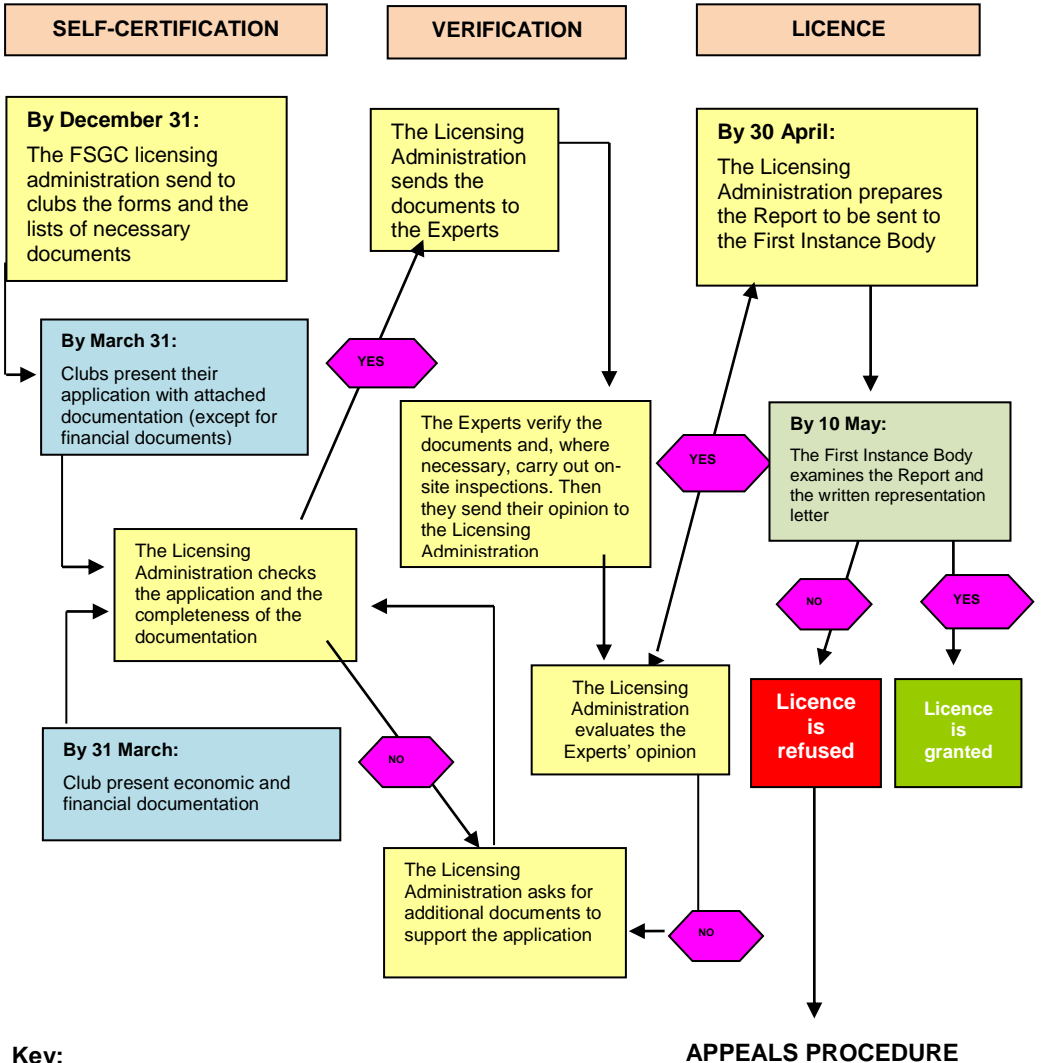 SELF-CERTIFICATION
VERIFICATION
LICENCE
By December 31:
The FSGC licensing
administration send to
clubs the forms and the
lists of necessary
documents
The Licensing
Administration
sends the
documents to
the Experts
By 30 April:
The Licensing
Administration prepares
the Report to be sent to
the First Instance Body
By March 31:
Clubs present their
application with attached
documentation (except for
financial documents)
YES
The Experts verify the
documents and, where
necessary, carry out on-
site inspections. Then
they send their opinion to
the Licensing
Administration
YES
By 10 May:
The First Instance Body
examines the Report and
the written representation
letter
The Licensing
Administration checks
the application and the
completeness of the
documentation
NO
YES
The Licensing
Administration
evaluates the
Experts’ opinion
Licence
is
refused
Licence
is
granted
By 31 March:
Club present economic and
financial documentation
NO
The Licensing
Administration asks for
additional documents to
support the application
NO
Key:
APPEALS PROCEDURE